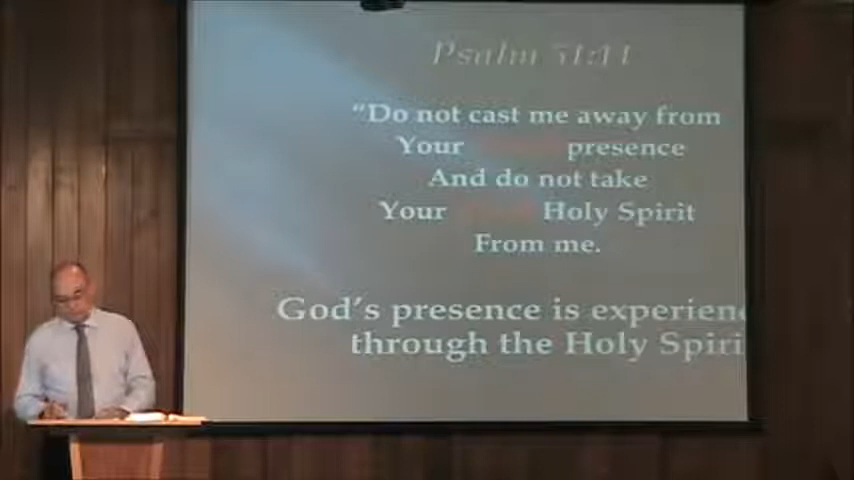 Psalm 51:11
“Do not cast me away from
Your presence
And do not take
Your Holy Spirit
From me.
God’s presence is experienc
through the Holy Spiri